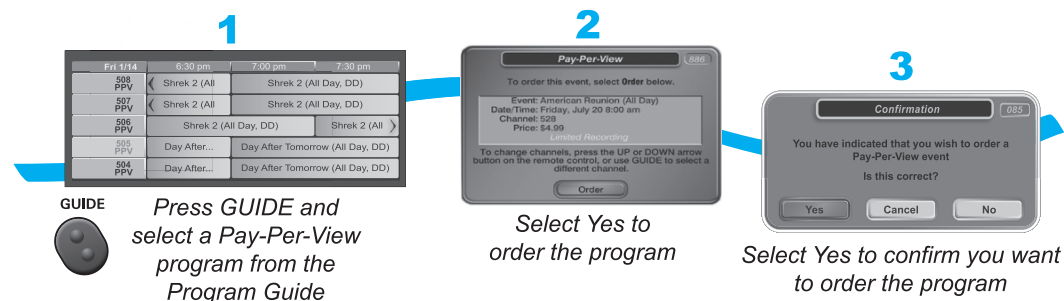 1
Fri 1/14 6:30 pm 7:00 pm 7:30 pm
508 PPV Shrek 2 (All Shrek 2 (All Day, DD)
507 PPV Shrek 2 (All Shrek 2 (All Day, DD)
506 PPV Shrek 2 (All Day, DD) Shrek 2 (All
505 PPV Day After... Day After Tomorrow (All Day, DD)
504 PPV Day After... Day After Tomorrow (All Day, DD)
GUIDE
Press GUIDE and
select a Pay-Per-View
program from the
Program Guide
2
Pay-Per-View 886
To order this event, select Order below.
Event: American Reunion (All Day)
Date/Time: Friday, July 20 8:00 am
Channel: 528
Price: $4.99
Limited Recording
To change channels, press the UP or DOWN arrow
button on the remote control, or use GUIDE to select a
different channel.
Order
Select Yes to
order the program
3
Confirmation 085
You have indicated that you wish to order a
Pay-Per-View event
Is this correct?
Yes Cancel No
Select Yes to confirm you want
to order the program